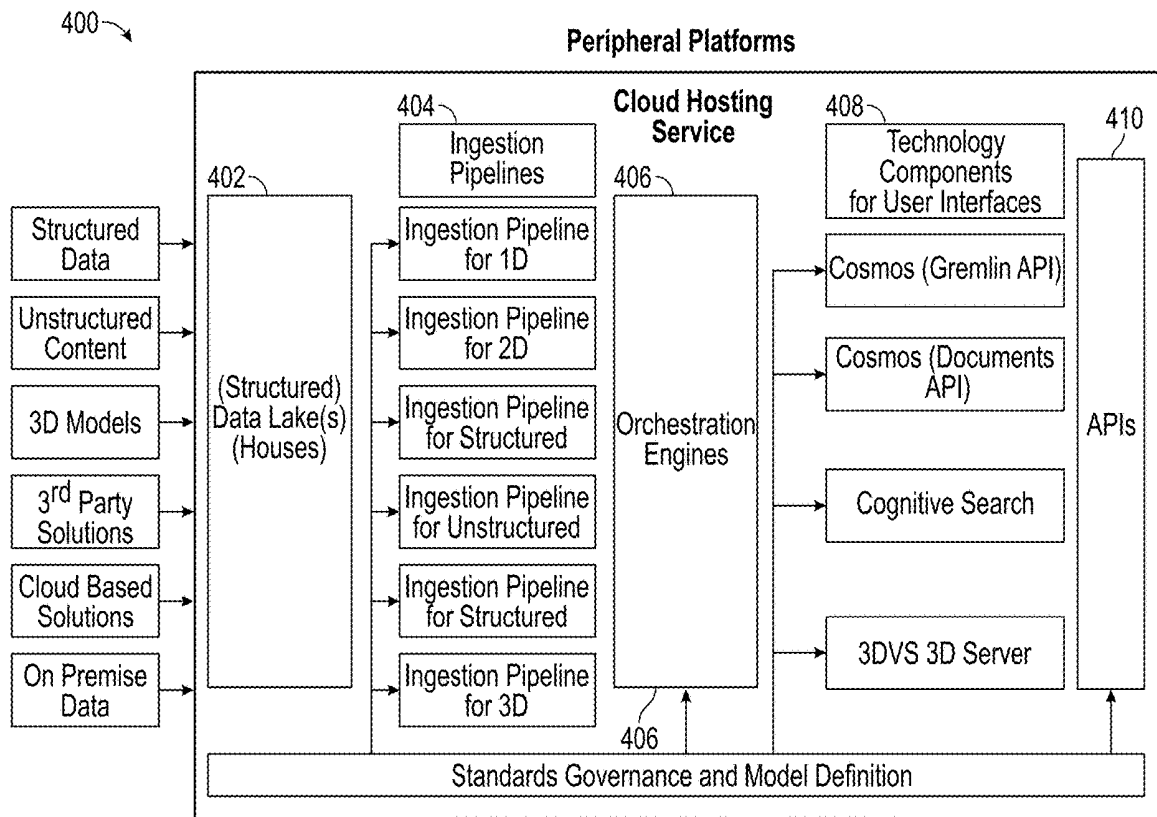 400
Peripheral Platforms
Cloud Hosting
Service
404
Ingestion
Pipelines
408
Technology
Components
for User Interfaces
410
402
406
Structured
Data
Unstructured
Content
3D Models
3rd Party
Solutions
Cloud Based
Solutions
On Premise
Data
(Structured)
Data Lake(s)
(Houses)
Ingestion Pipeline
for 1D
Ingestion Pipeline
for 2D
Ingestion Pipeline
for Structured
Ingestion Pipeline
for Unstructured
Ingestion Pipeline
for Structured
Ingestion Pipeline
for 3D
Orchestration
Engines
406
Cosmos (Gremlin API)
Cosmos (Documents
API)
Cognitive Search
3DVS 3D Server
APIs
Standards Governance and Model Definition